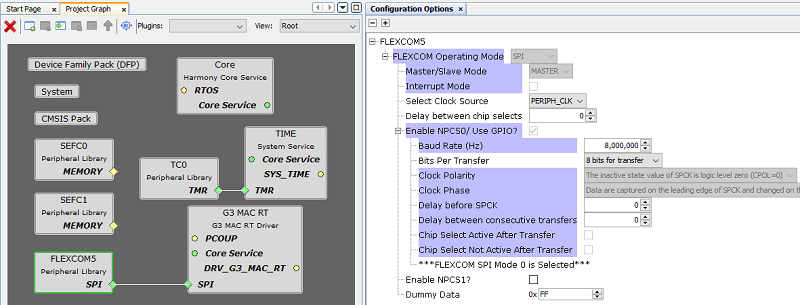 Start Page
Project Graph
Plugins:
View:
Root
Device Family Pack (DFP)
System
CMSIS Pack
SEFC0
Peripheral Library
MEMORY
SEFC1
Peripheral Library
MEMORY
FLEXCOM5
Peripheral Library
SPI
Core
Harmony Core Service
RTOS
Core Service
TC0
Peripheral Library
TMR
TIME
System Service
Core Service
SYS_TIME
TMR
G3 MAC RT
G3 MAC RT Driver
PCOUP
Core Service
DRV_G3_MAC_RT
SPI
Configuration Options
FLEXCOM5
FLEXCOM Operating Mode SPI
Master/Slave Mode MASTER
Interrupt Mode
Select Clock Source PERIPH_CLK
Delay between chip selects 0
Enable NPCS0/ Use GPIO?
Baud Rate (Hz) 8,000,000
Bits Per Transfer 8 bits for transfer
Clock Polarity The inactive state value of SPCK is logic level zero (CPOL=0)
Clock Phase Data are captured on the leading edge of SPCK and changed on th
Delay before SPCK 0
Delay between consecutive transfers 0
Chip Select Active After Transfer
Chip Select Not Active After Transfer
***FLEXCOM SPI Mode 0 is Selected***
Enable NPCS1?
Dummy Data 0x FF